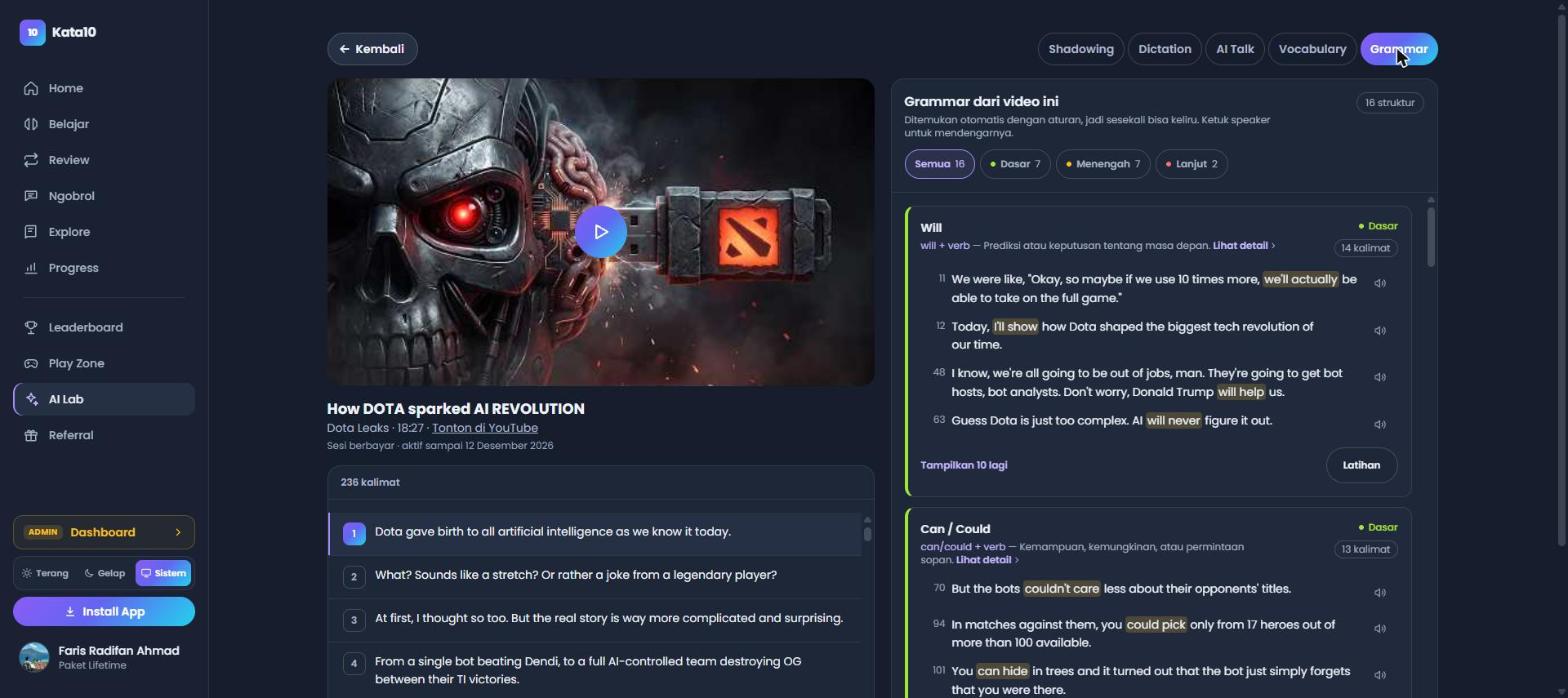 10 Kata10
Home
Belajar
Review
Ngobrol
Explore
Progress
Leaderboard
Play Zone
AI Lab
Referral
ADMIN Dashboard
Terang Gelap Sistem
Install App
Faris Radifan Ahmad
Paket Lifetime
← Kembali
Shadowing Dictation AI Talk Vocabulary Grammar
How DOTA sparked AI REVOLUTION
Dota Leaks · 18:27 · Tonton di YouTube
Sesi berbayar · aktif sampai 12 Desember 2026
236 kalimat
1 Dota gave birth to all artificial intelligence as we know it today.
2 What? Sounds like a stretch? Or rather a joke from a legendary player?
3 At first, I thought so too. But the real story is way more complicated and surprising.
4 From a single bot beating Dendi, to a full AI-controlled team destroying OG
between their TI victories.
Grammar dari video ini
16 struktur
Ditemukan otomatis dengan aturan, jadi sesekali bisa keliru. Ketuk speaker
untuk mendengarnya.
Semua 16 Dasar 7 Menengah 7 Lanjut 2
Will
Dasar
will + verb — Prediksi atau keputusan tentang masa depan. Lihat detail ›
14 kalimat
11 We were like, "Okay, so maybe if we use 10 times more, we'll actually be
able to take on the full game."
12 Today, I'll show how Dota shaped the biggest tech revolution of
our time.
48 I know, we're all going to be out of jobs, man. They're going to get bot
hosts, bot analysts. Don't worry, Donald Trump will help us.
63 Guess Dota is just too complex. AI will never figure it out.
Tampilkan 10 lagi
Latihan
Can / Could
Dasar
can/could + verb — Kemampuan, kemungkinan, atau permintaan
sopan. Lihat detail ›
13 kalimat
70 But the bots couldn't care less about their opponents' titles.
94 In matches against them, you could pick only from 17 heroes out of
more than 100 available.
101 You can hide in trees and it turned out that the bot just simply forgets
that you were there.